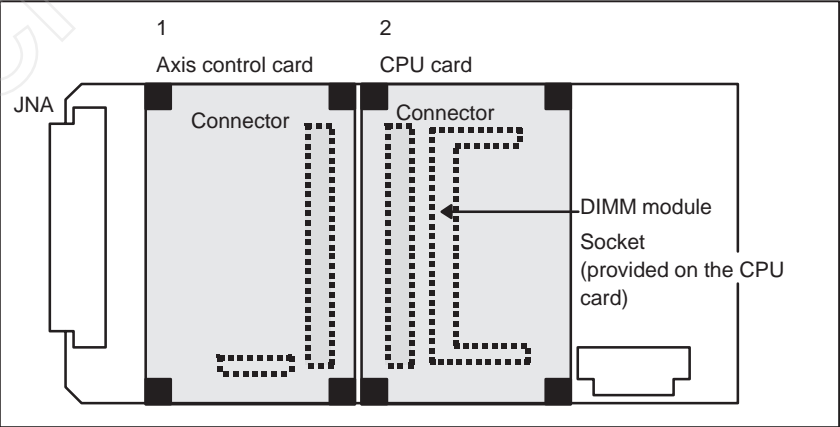 1
2
Axis control card
CPU card
JNA
Connector
Connector
DIMM module
Socket
(provided on the CPU
card)